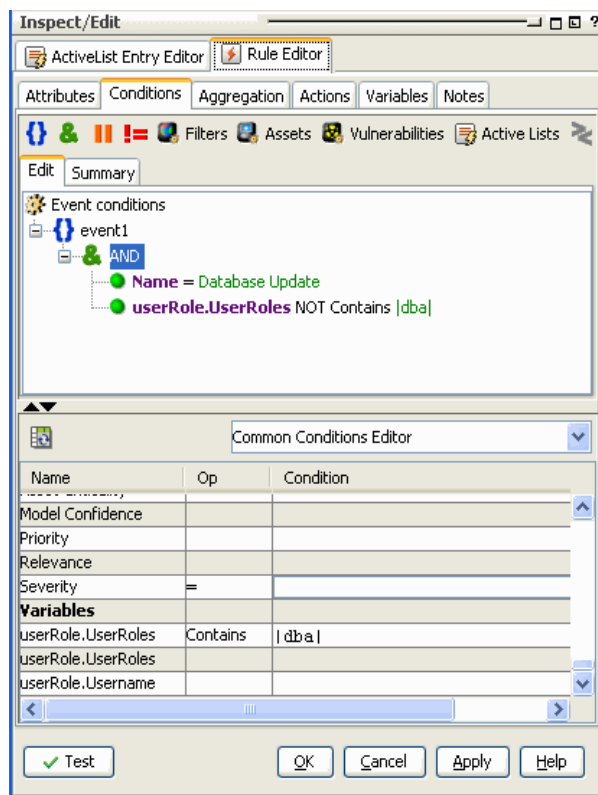 Inspect/Edit ?
ActiveList Entry Editor Rule Editor
Attributes Conditions Aggregation Actions Variables Notes
{} & != Filters Assets Vulnerabilities Active Lists
Edit Summary
Event conditions
{} event1
& AND
Name = Database Update
userRole.UserRoles NOT Contains |dba|
Common Conditions Editor
Name Op Condition
Model Confidence
Priority
Relevance
Severity =
Variables
userRole.UserRoles Contains |dba|
userRole.UserRoles
userRole.Username
Test OK Cancel Apply Help